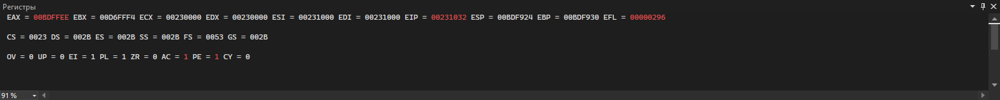 Регистры
EAX = 00BDFFEE EBX = 00D6FFF4 ECX = 00230000 EDX = 00230000 ESI = 00231000 EDI = 00231000 EIP = 00231032 ESP = 00BDF924 EBP = 00BDF930 EFL = 00000296
CS = 0023 DS = 002B ES = 002B SS = 002B FS = 0053 GS = 002B
OV = 0 UP = 0 EI = 1 PL = 1 ZR = 0 AC = 1 PE = 1 CY = 0
91 %